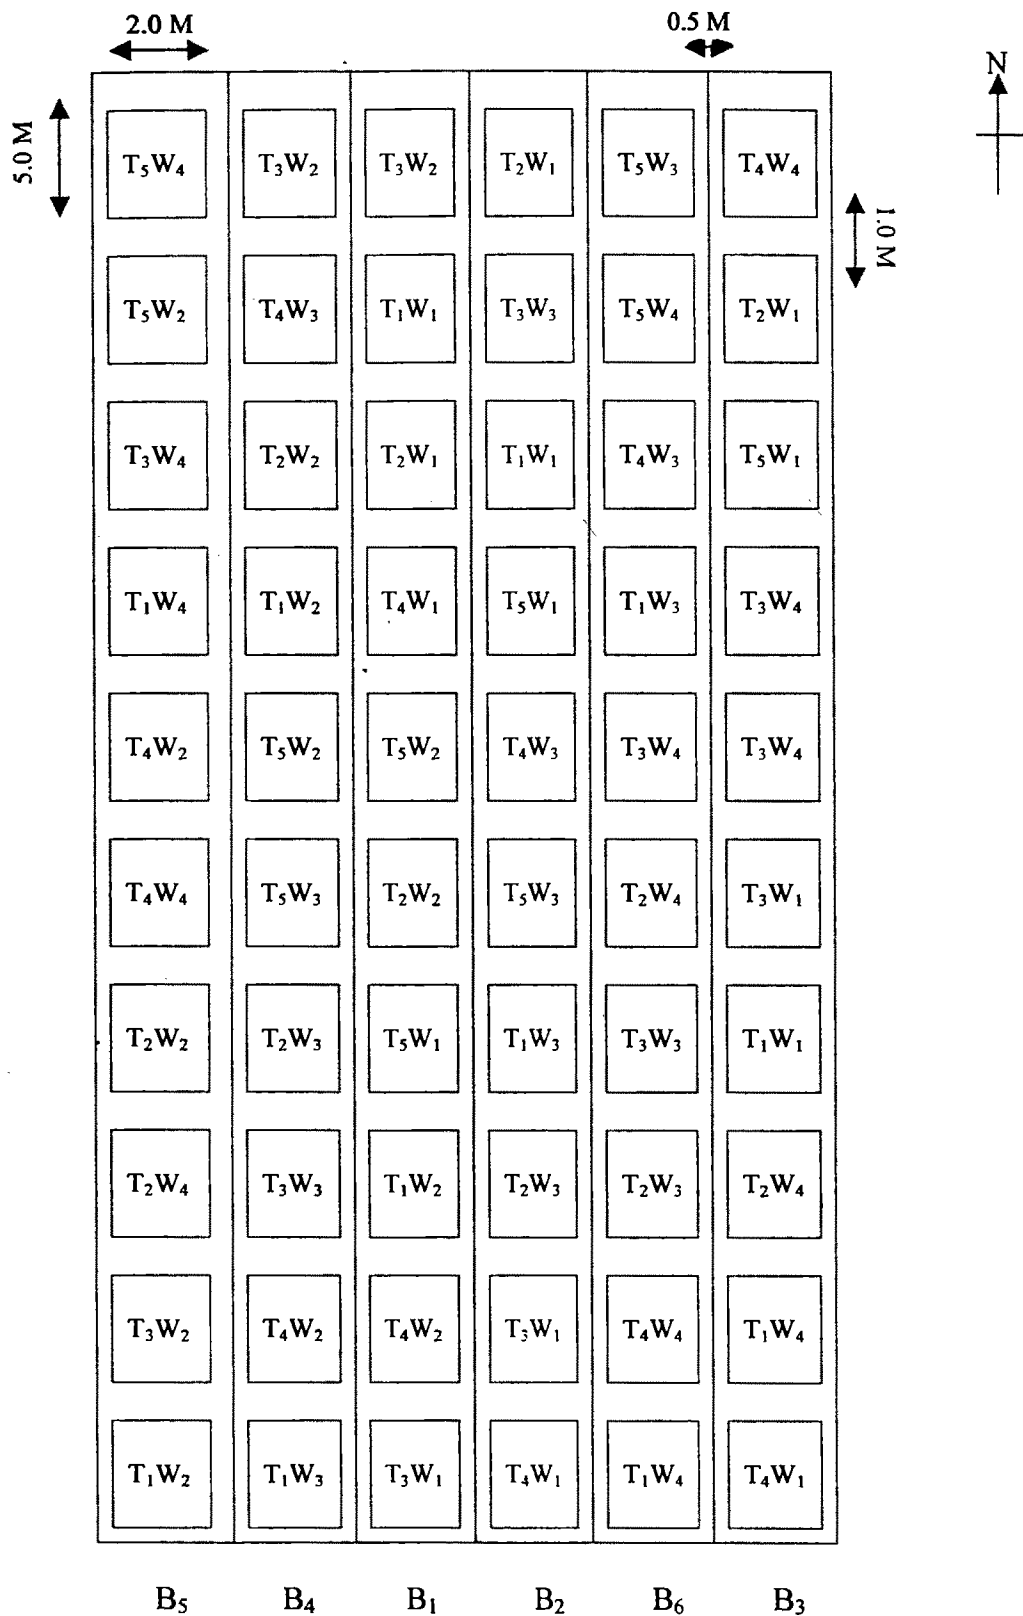 2.0 M 0.5 M
N
5.0 M
1.0 M
T₅W₄ T₃W₂ T₃W₂ T₂W₁ T₅W₃ T₄W₄
T₅W₂ T₄W₃ T₁W₁ T₃W₃ T₅W₄ T₂W₁
T₃W₄ T₂W₂ T₂W₁ T₁W₁ T₄W₃ T₅W₁
T₁W₄ T₁W₂ T₄W₁ T₅W₁ T₁W₃ T₃W₄
T₄W₂ T₅W₂ T₅W₂ T₄W₃ T₃W₄ T₃W₄
T₄W₄ T₅W₃ T₂W₂ T₅W₃ T₂W₄ T₃W₁
T₂W₂ T₂W₃ T₅W₁ T₁W₃ T₃W₃ T₁W₁
T₂W₄ T₃W₃ T₁W₂ T₂W₃ T₂W₃ T₂W₄
T₃W₂ T₄W₂ T₄W₂ T₃W₁ T₄W₄ T₁W₄
T₁W₂ T₁W₃ T₃W₁ T₄W₁ T₁W₄ T₄W₁
B₅ B₄ B₁ B₂ B₆ B₃